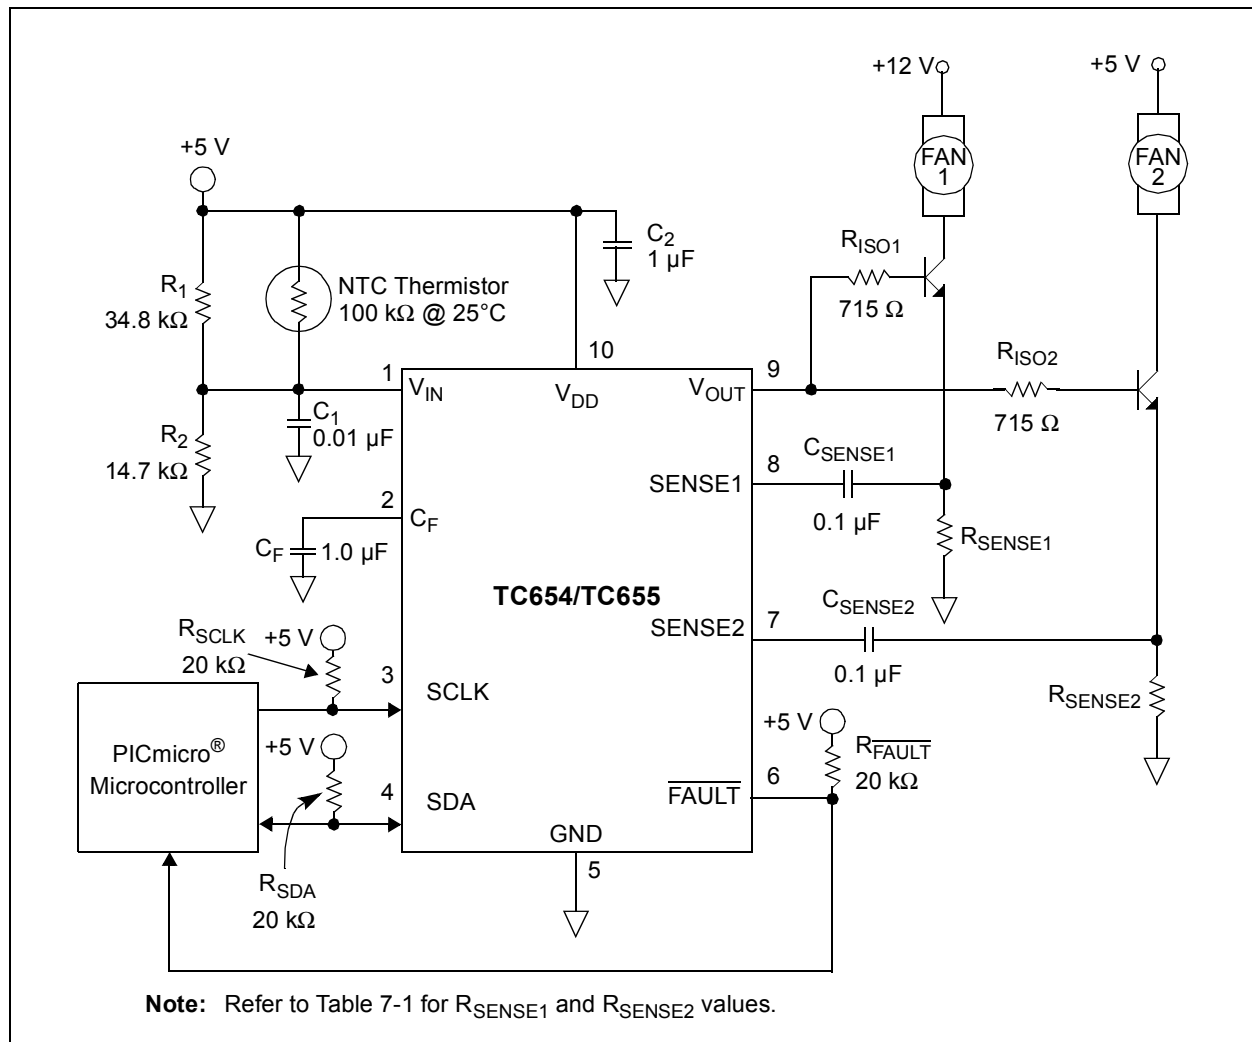 +12 V
+5 V
FAN
1
FAN
2
+5 V
C2
1 µF
RISO1
715 Ω
R1
34.8 kΩ
NTC Thermistor
100 kΩ @ 25°C
10
RISO2
715 Ω
1
VIN
VDD
VOUT
9
C1
0.01 µF
R2
14.7 kΩ
CSENSE1
8
SENSE1
0.1 µF
2
CF
CF
1.0 µF
RSENSE1
TC654/TC655
CSENSE2
7
SENSE2
0.1 µF
RSCLK
20 kΩ
+5 V
3
SCLK
RSENSE2
PICmicro®
Microcontroller
+5 V
4
SDA
+5 V
RFAULT
20 kΩ
6
FAULT
GND
5
RSDA
20 kΩ
Note: Refer to Table 7-1 for RSENSE1 and RSENSE2 values.